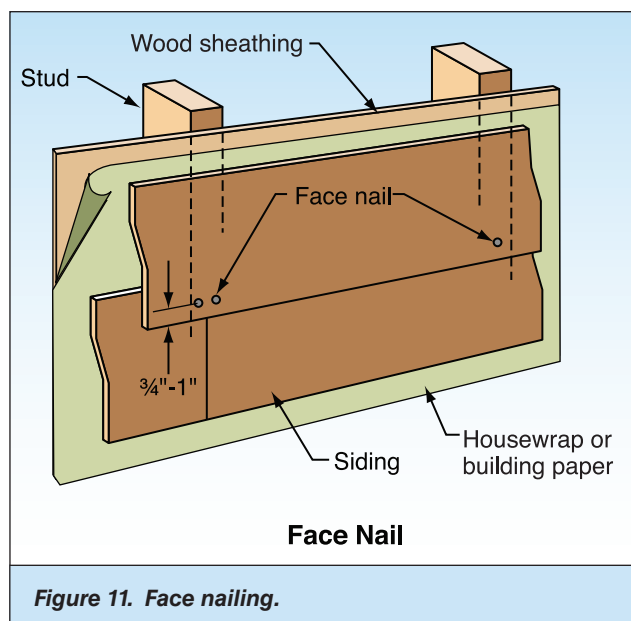 Wood sheathing
Stud
Face nail
¾"-1"
Siding
Housewrap or
building paper
Face Nail
Figure 11. Face nailing.